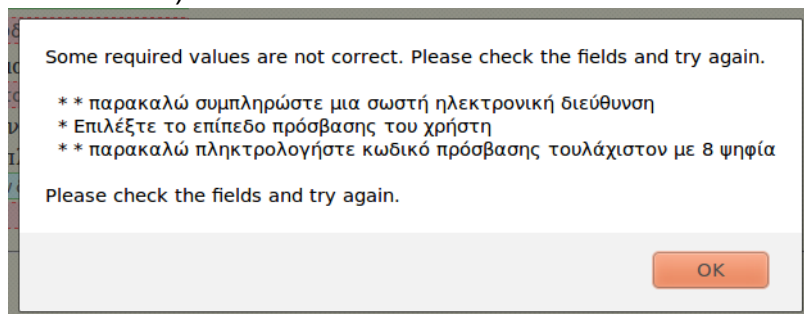 Some required values are not correct. Please check the fields and try again.
* * παρακαλώ συμπληρώστε μια σωστή ηλεκτρονική διεύθυνση
* Επιλέξτε το επίπεδο πρόσβασης του χρήστη
* * παρακαλώ πληκτρολογήστε κωδικό πρόσβασης τουλάχιστον με 8 ψηφία
Please check the fields and try again.
OK